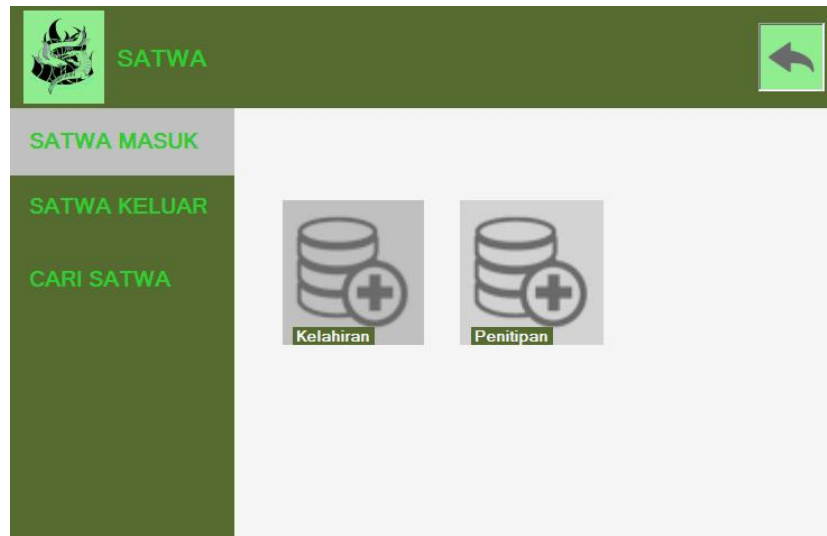 SATWA
SATWA MASUK
SATWA KELUAR
CARI SATWA
Kelahiran
Penitipan